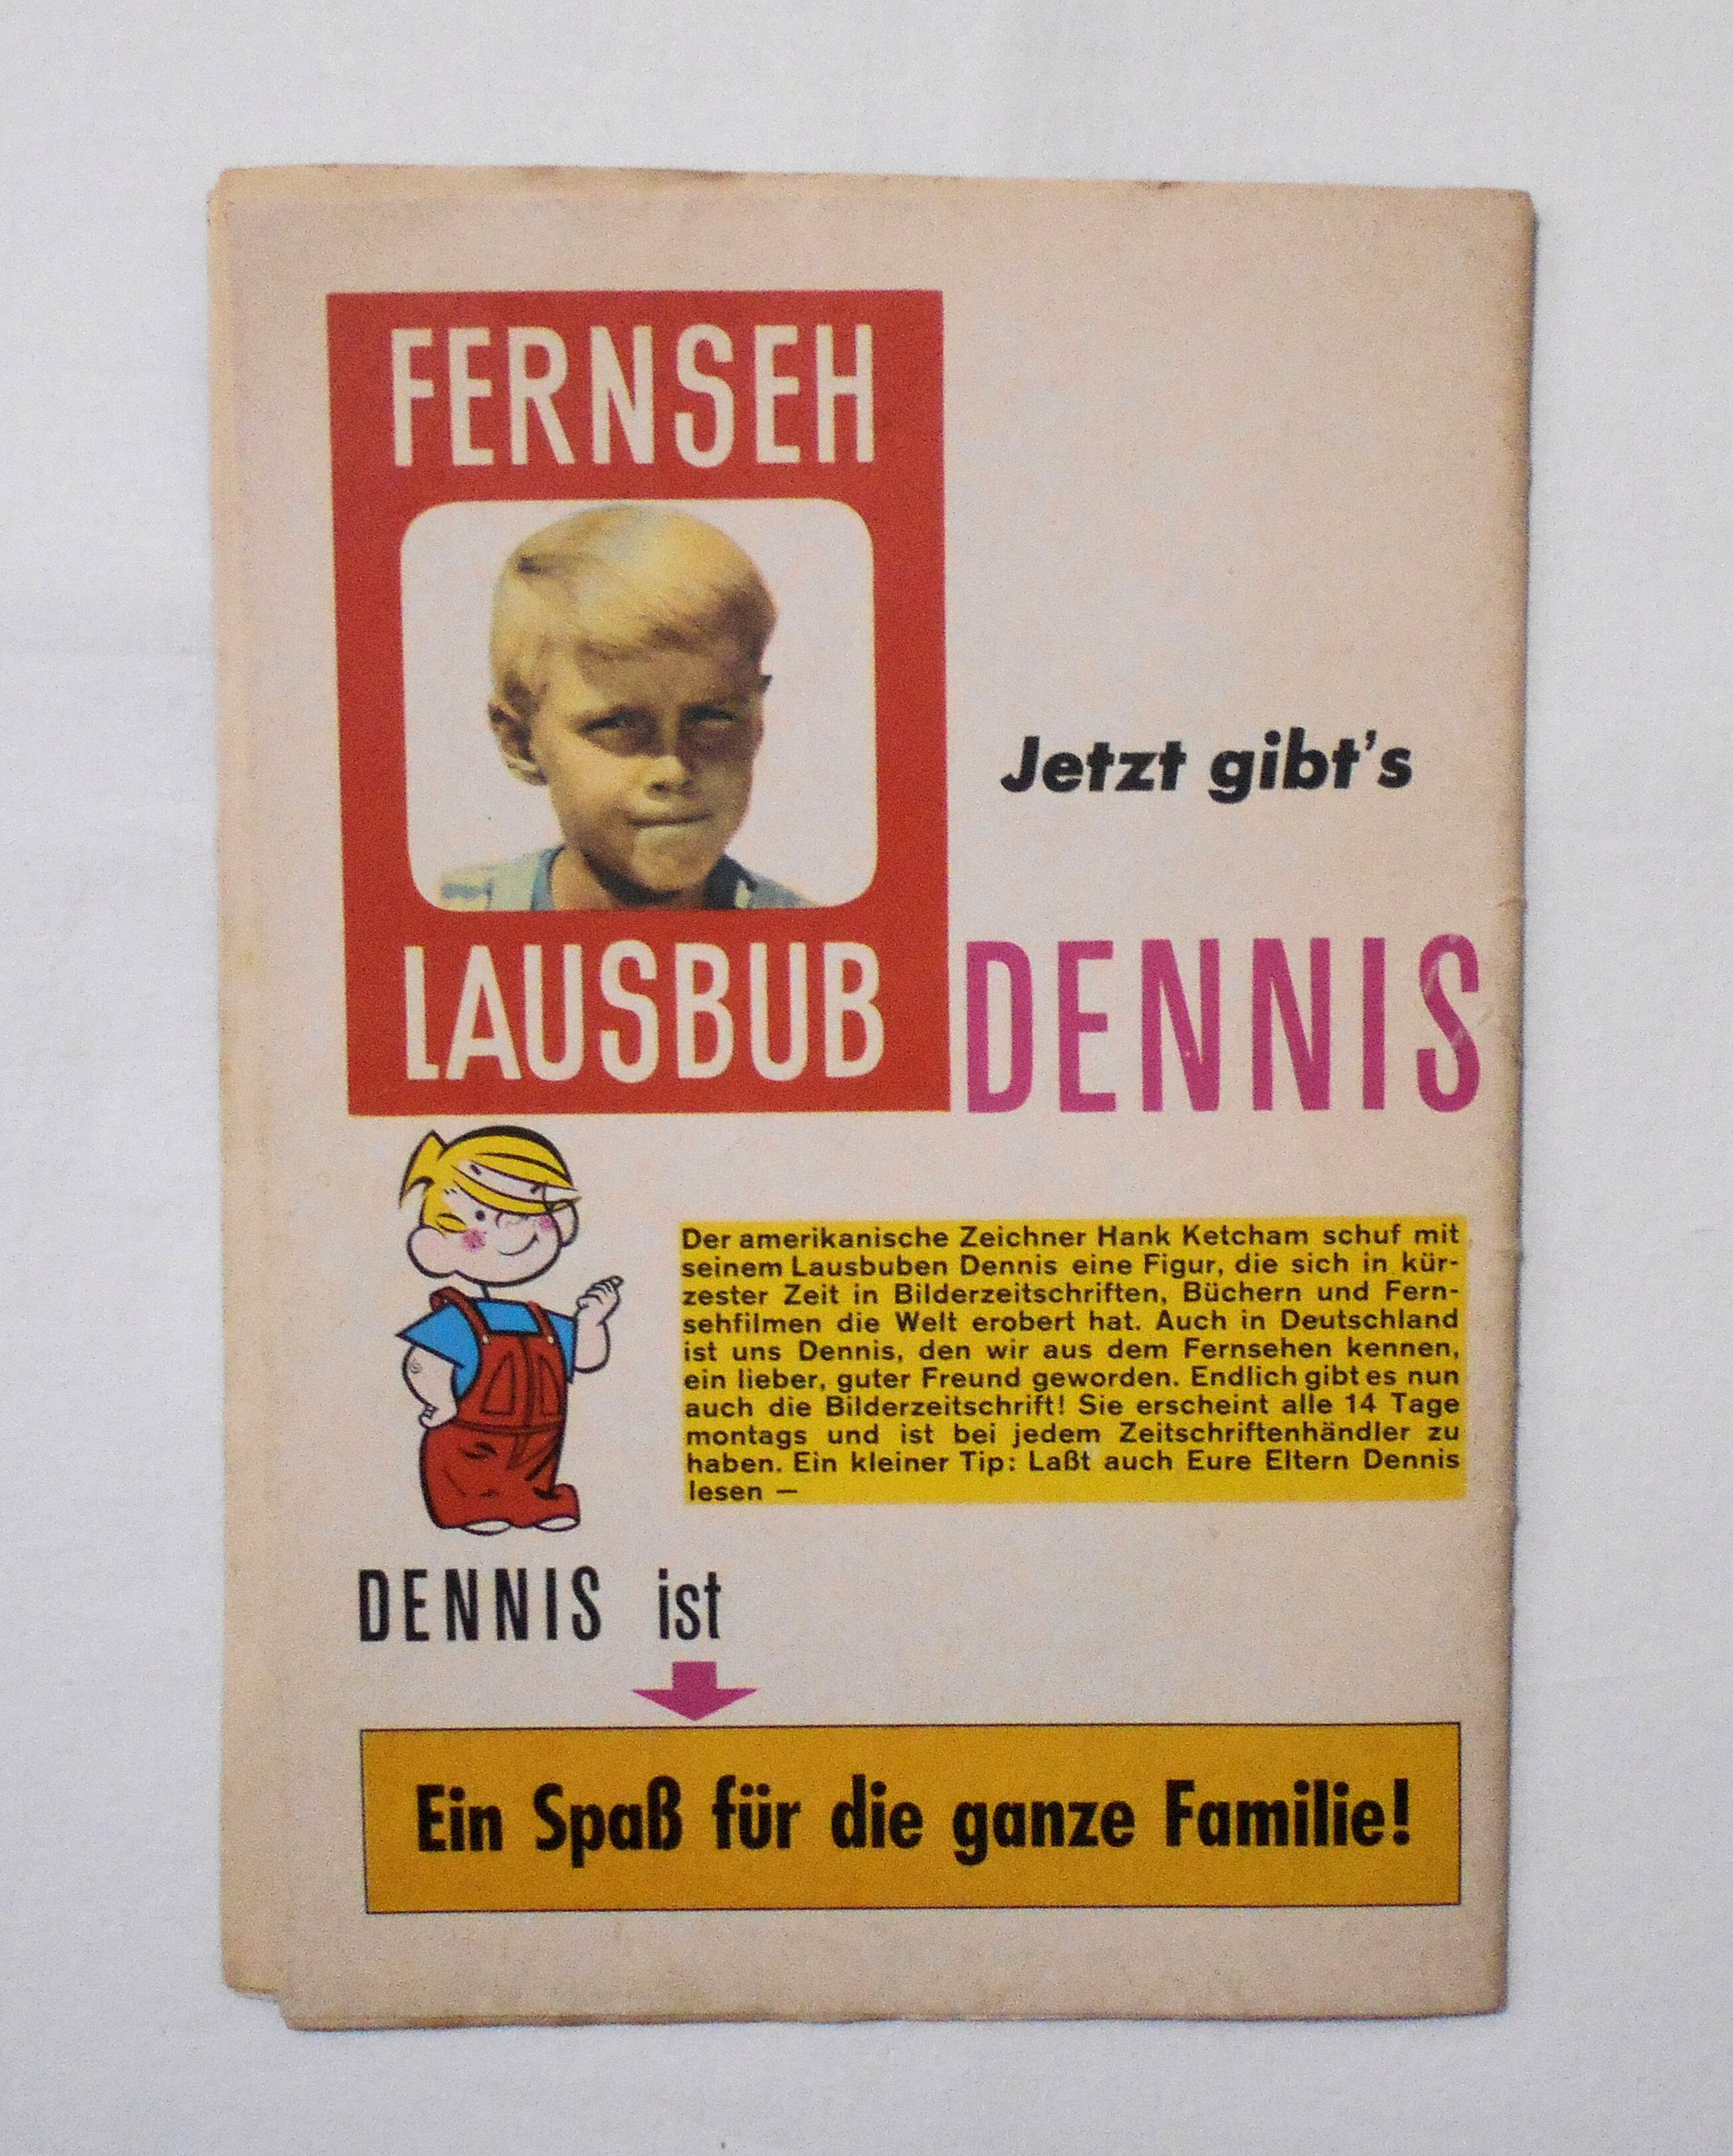 FERNSEH
Jetzt gibt's
LAUSBUB DENNIS
Der amerikanische Zeichner Hank Ketcham schuf mit
seinem Lausbuben Dennis eine Figur, die sich in kür-
zester Zeit in Bilderzeitschriften, Büchern und Fern-
sehfilmen die Welt erobert hat. Auch in Deutschland
ist uns Dennis, den wir aus dem Fernsehen kennen,
ein lieber, guter Freund geworden. Endlich gibt es nun
auch die Bilderzeitschrift! Sie erscheint alle 14 Tage
montags und ist bei jedem Zeitschriftenhändler zu
haben. Ein kleiner Tip: Laßt auch Eure Eltern Dennis
lesen —
DENNIS ist
Ein Spaß für die ganze Familie!